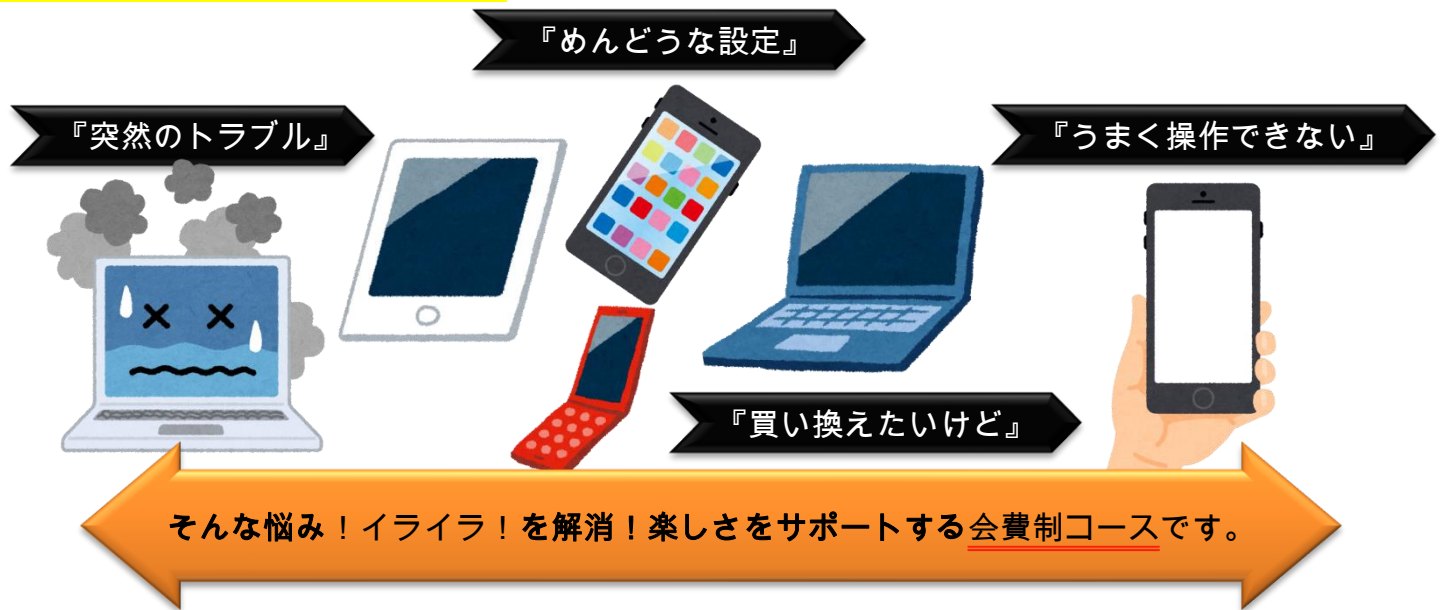 『めんどうな設定』
『突然のトラブル』
『うまく操作できない』
『買い換えたいけど』
そんな悩み！イライラ！を解消！楽しさをサポートする会費制コースです。